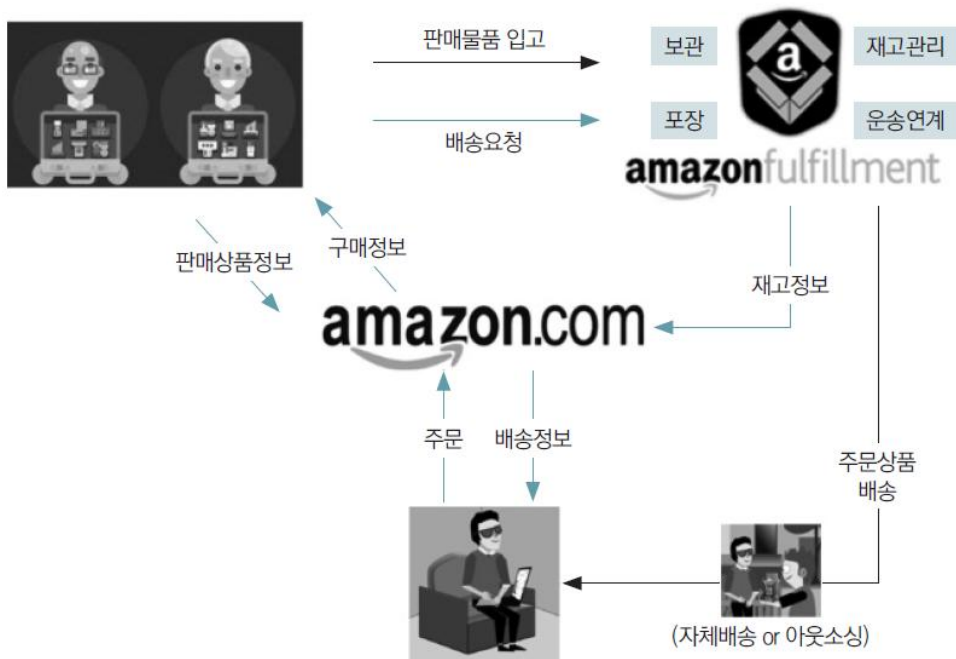 판매물품 입고
보관
재고관리
a
배송요청
포장
운송연계
amazonfulfillment
판매상품정보
구매정보
재고정보
amazon.com
주문
배송정보
주문상품
배송
(자체배송 or 아웃소싱)